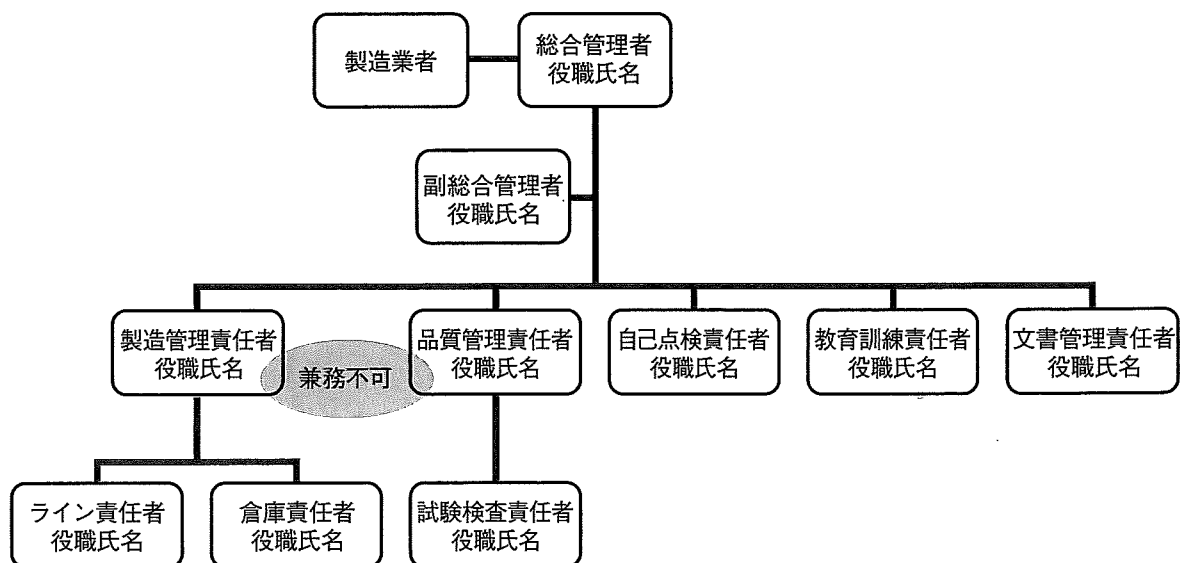 製造業者
総合管理者
役職氏名
副総合管理者
役職氏名
製造管理責任者
役職氏名
兼務不可
品質管理責任者
役職氏名
自己点検責任者
役職氏名
教育訓練責任者
役職氏名
文書管理責任者
役職氏名
ライン責任者
役職氏名
倉庫責任者
役職氏名
試験検査責任者
役職氏名